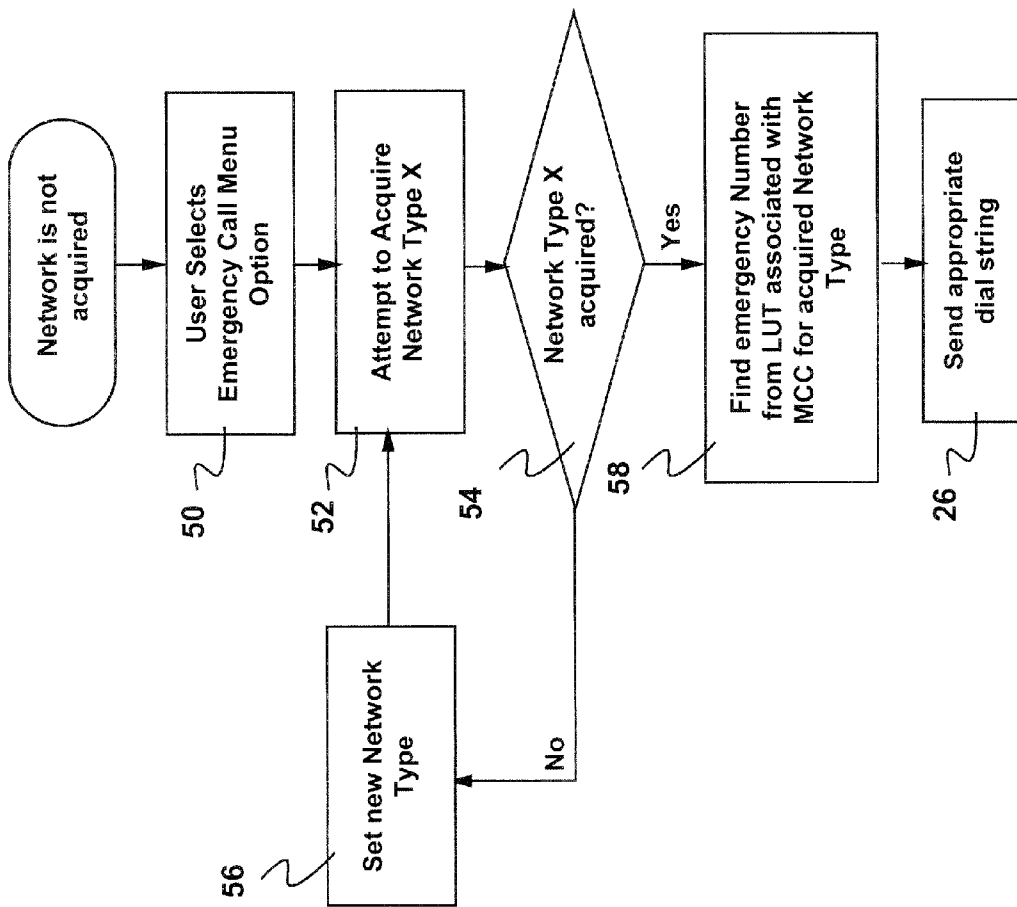 Network is not
acquired
User Selects
Emergency Call Menu
Option
50
Attempt to Acquire
Network Type X
52
Network Type X
acquired?
54
Yes
No
Set new Network
Type
56
Find emergency Number
from LUT associated with
MCC for acquired Network
Type
58
Send appropriate
dial string
26